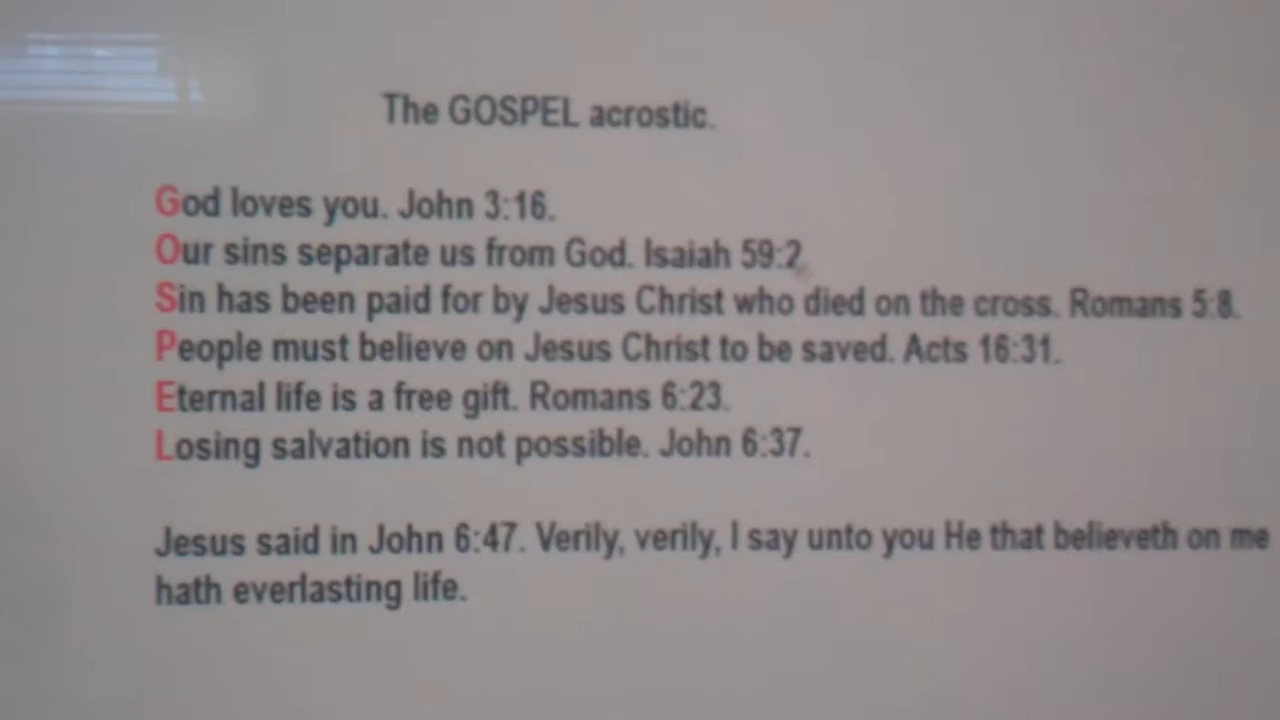 The GOSPEL acrostic.
God loves you. John 3:16.
Our sins separate us from God. Isaiah 59:2
Sin has been paid for by Jesus Christ who died on the cross. Romans 5:8.
People must believe on Jesus Christ to be saved. Acts 16:31.
Eternal life is a free gift. Romans 6:23.
Losing salvation is not possible. John 6:37.
Jesus said in John 6:47. Verily, verily, I say unto you He that believeth on me
hath everlasting life.